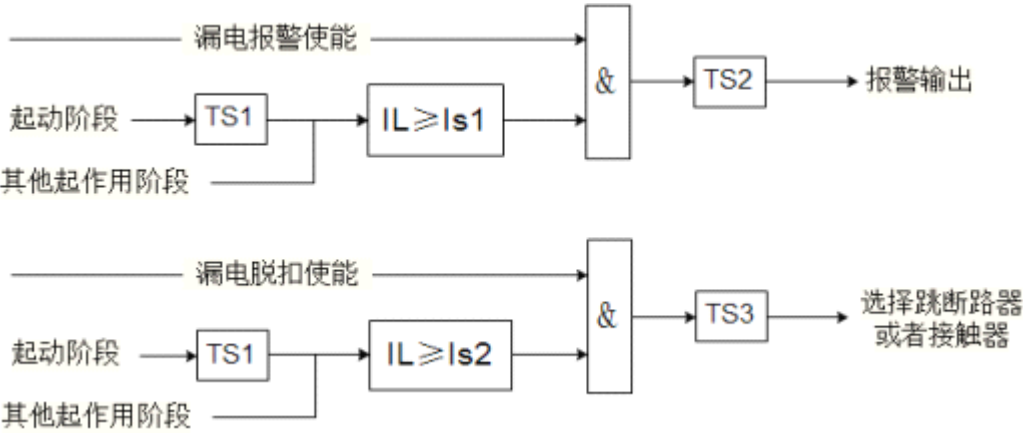 漏电报警使能
&
TS2
报警输出
起动阶段
TS1
IL≥Is1
其他起作用阶段
漏电脱扣使能
&
TS3
选择跳断路器
或者接触器
起动阶段
TS1
IL≥Is2
其他起作用阶段